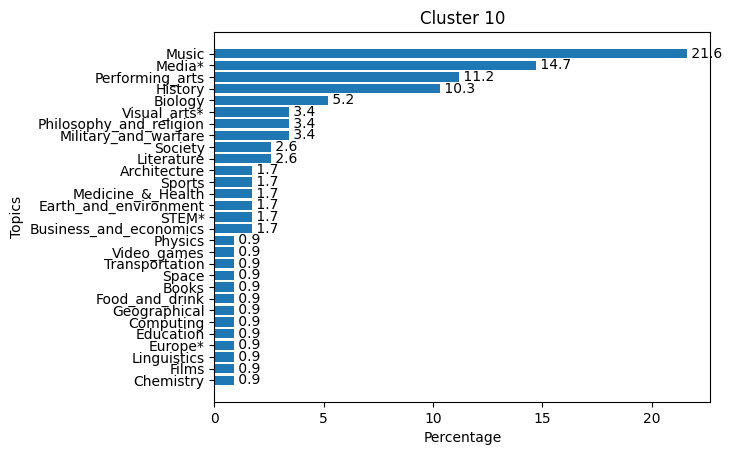 Cluster 10
Topics
Music 21.6
Media* 14.7
Performing_arts 11.2
History 10.3
Biology 5.2
Visual_arts* 3.4
Philosophy_and_religion 3.4
Military_and_warfare 3.4
Society 2.6
Literature 2.6
Architecture 1.7
Sports 1.7
Medicine_&_Health 1.7
Earth_and_environment 1.7
STEM* 1.7
Business_and_economics 1.7
Physics 0.9
Video_games 0.9
Transportation 0.9
Space 0.9
Books 0.9
Food_and_drink 0.9
Geographical 0.9
Computing 0.9
Education 0.9
Europe* 0.9
Linguistics 0.9
Films 0.9
Chemistry 0.9
0 5 10 15 20
Percentage